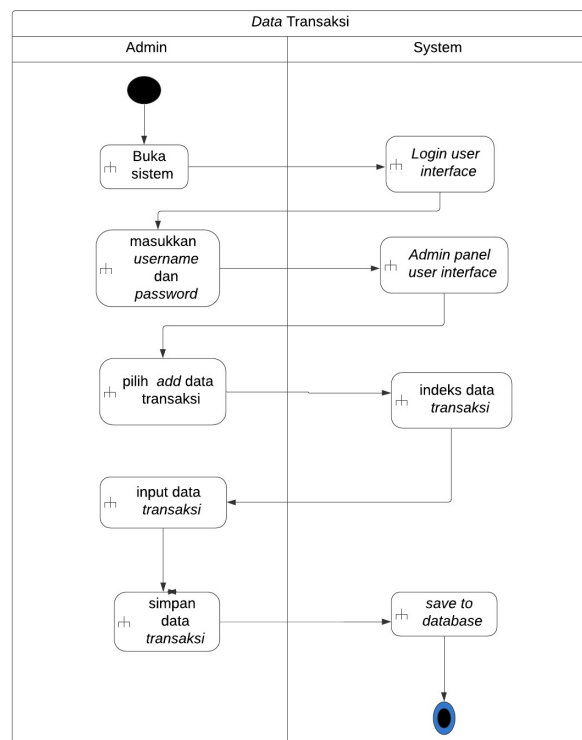 Data Transaksi
Admin
System
Buka
sistem
Login user
interface
masukkan
username
dan
password
Admin panel
user interface
pilih add data
transaksi
indeks data
transaksi
input data
transaksi
simpan
data
transaksi
save to
database